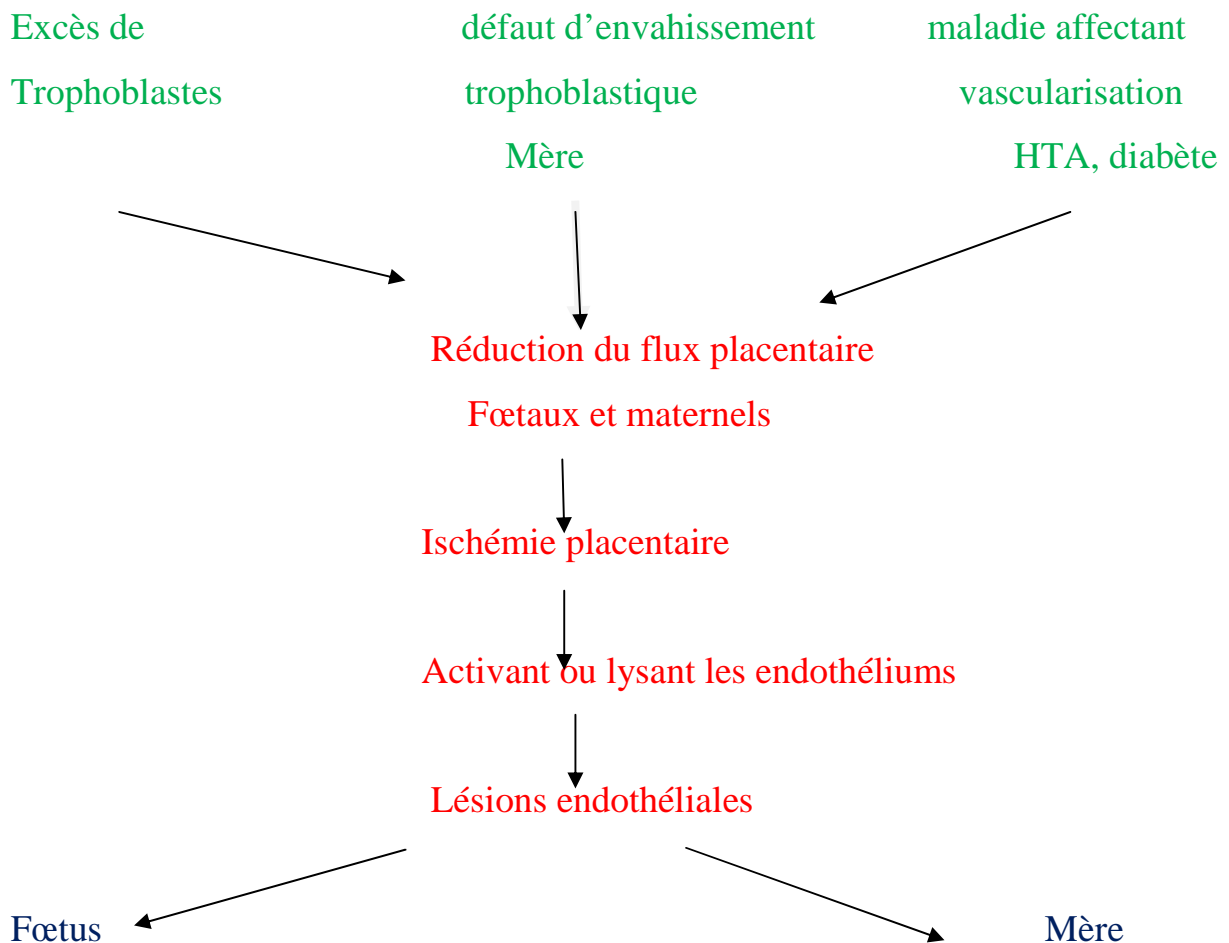 Excès de défaut d’envahissement maladie affectant
Trophoblastes trophoblastique vascularisation
Mère HTA, diabète
Réduction du flux placentaire
Fœtaux et maternels
Ischémie placentaire
Activant ou lysant les endothéliums
Lésions endothéliales
Fœtus Mère